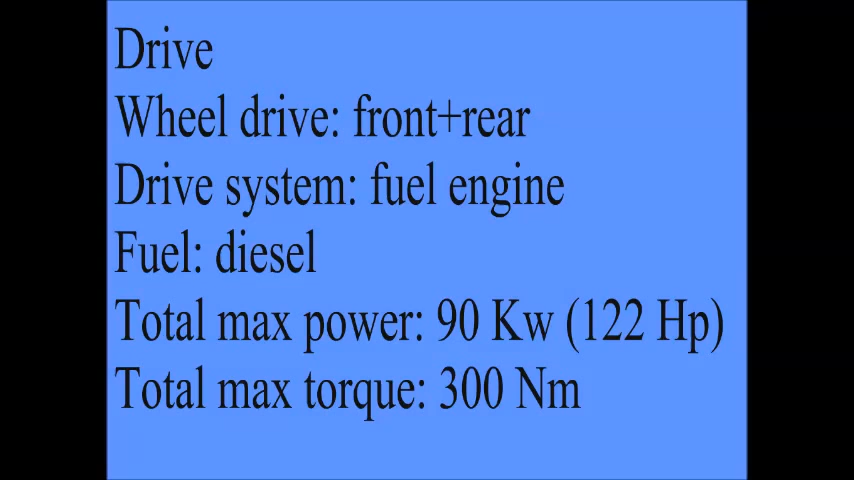 Drive
Wheel drive: front+rear
Drive system: fuel engine
Fuel: diesel
Total max power: 90 Kw (122 Hp)
Total max torque: 300 Nm